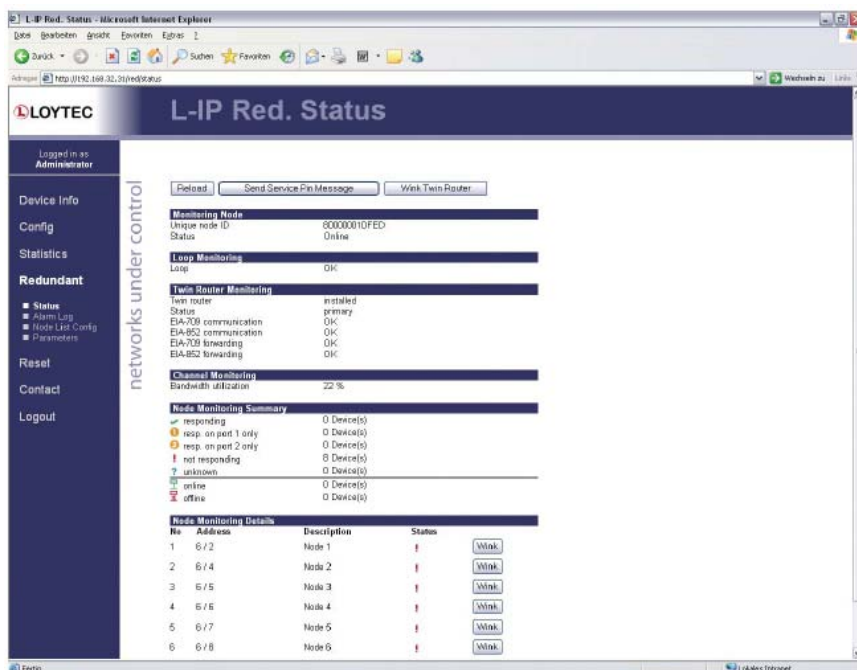 L-IP Red. Status - Microsoft Internet Explorer
Datei Bearbeiten Ansicht Favoriten Extras ?
Zurück Suchen Favoriten
Adresse http://192.168.32.31/red/status Wechseln zu Links
LOYTEC
L-IP Red. Status
Logged in as
Administrator
Device Info
Config
Statistics
Redundant
Status
Alarm Log
Node List Config
Parameters
Reset
Contact
Logout
networks under control
Reload Send Service Pin Message Wink Twin Router
Monitoring Node
Unique node ID 80000001DFED
Status Online
Loop Monitoring
Loop OK
Twin Router Monitoring
Twin router installed
Status primary
EIA-709 communication OK
EIA-852 communication OK
EIA-709 forwarding OK
EIA-852 forwarding OK
Channel Monitoring
Bandwidth utilization 22 %
Node Monitoring Summary
responding 0 Device(s)
1 resp. on port 1 only 0 Device(s)
2 resp. on port 2 only 0 Device(s)
! not responding 8 Device(s)
? unknown 0 Device(s)
online 0 Device(s)
offline 0 Device(s)
Node Monitoring Details
No Address Description Status
1 6 / 2 Node 1 ! Wink
2 6 / 4 Node 2 ! Wink
3 6 / 5 Node 3 ! Wink
4 6 / 6 Node 4 ! Wink
5 6 / 7 Node 5 ! Wink
6 6 / 8 Node 6 ! Wink
Fertig Lokales Intranet